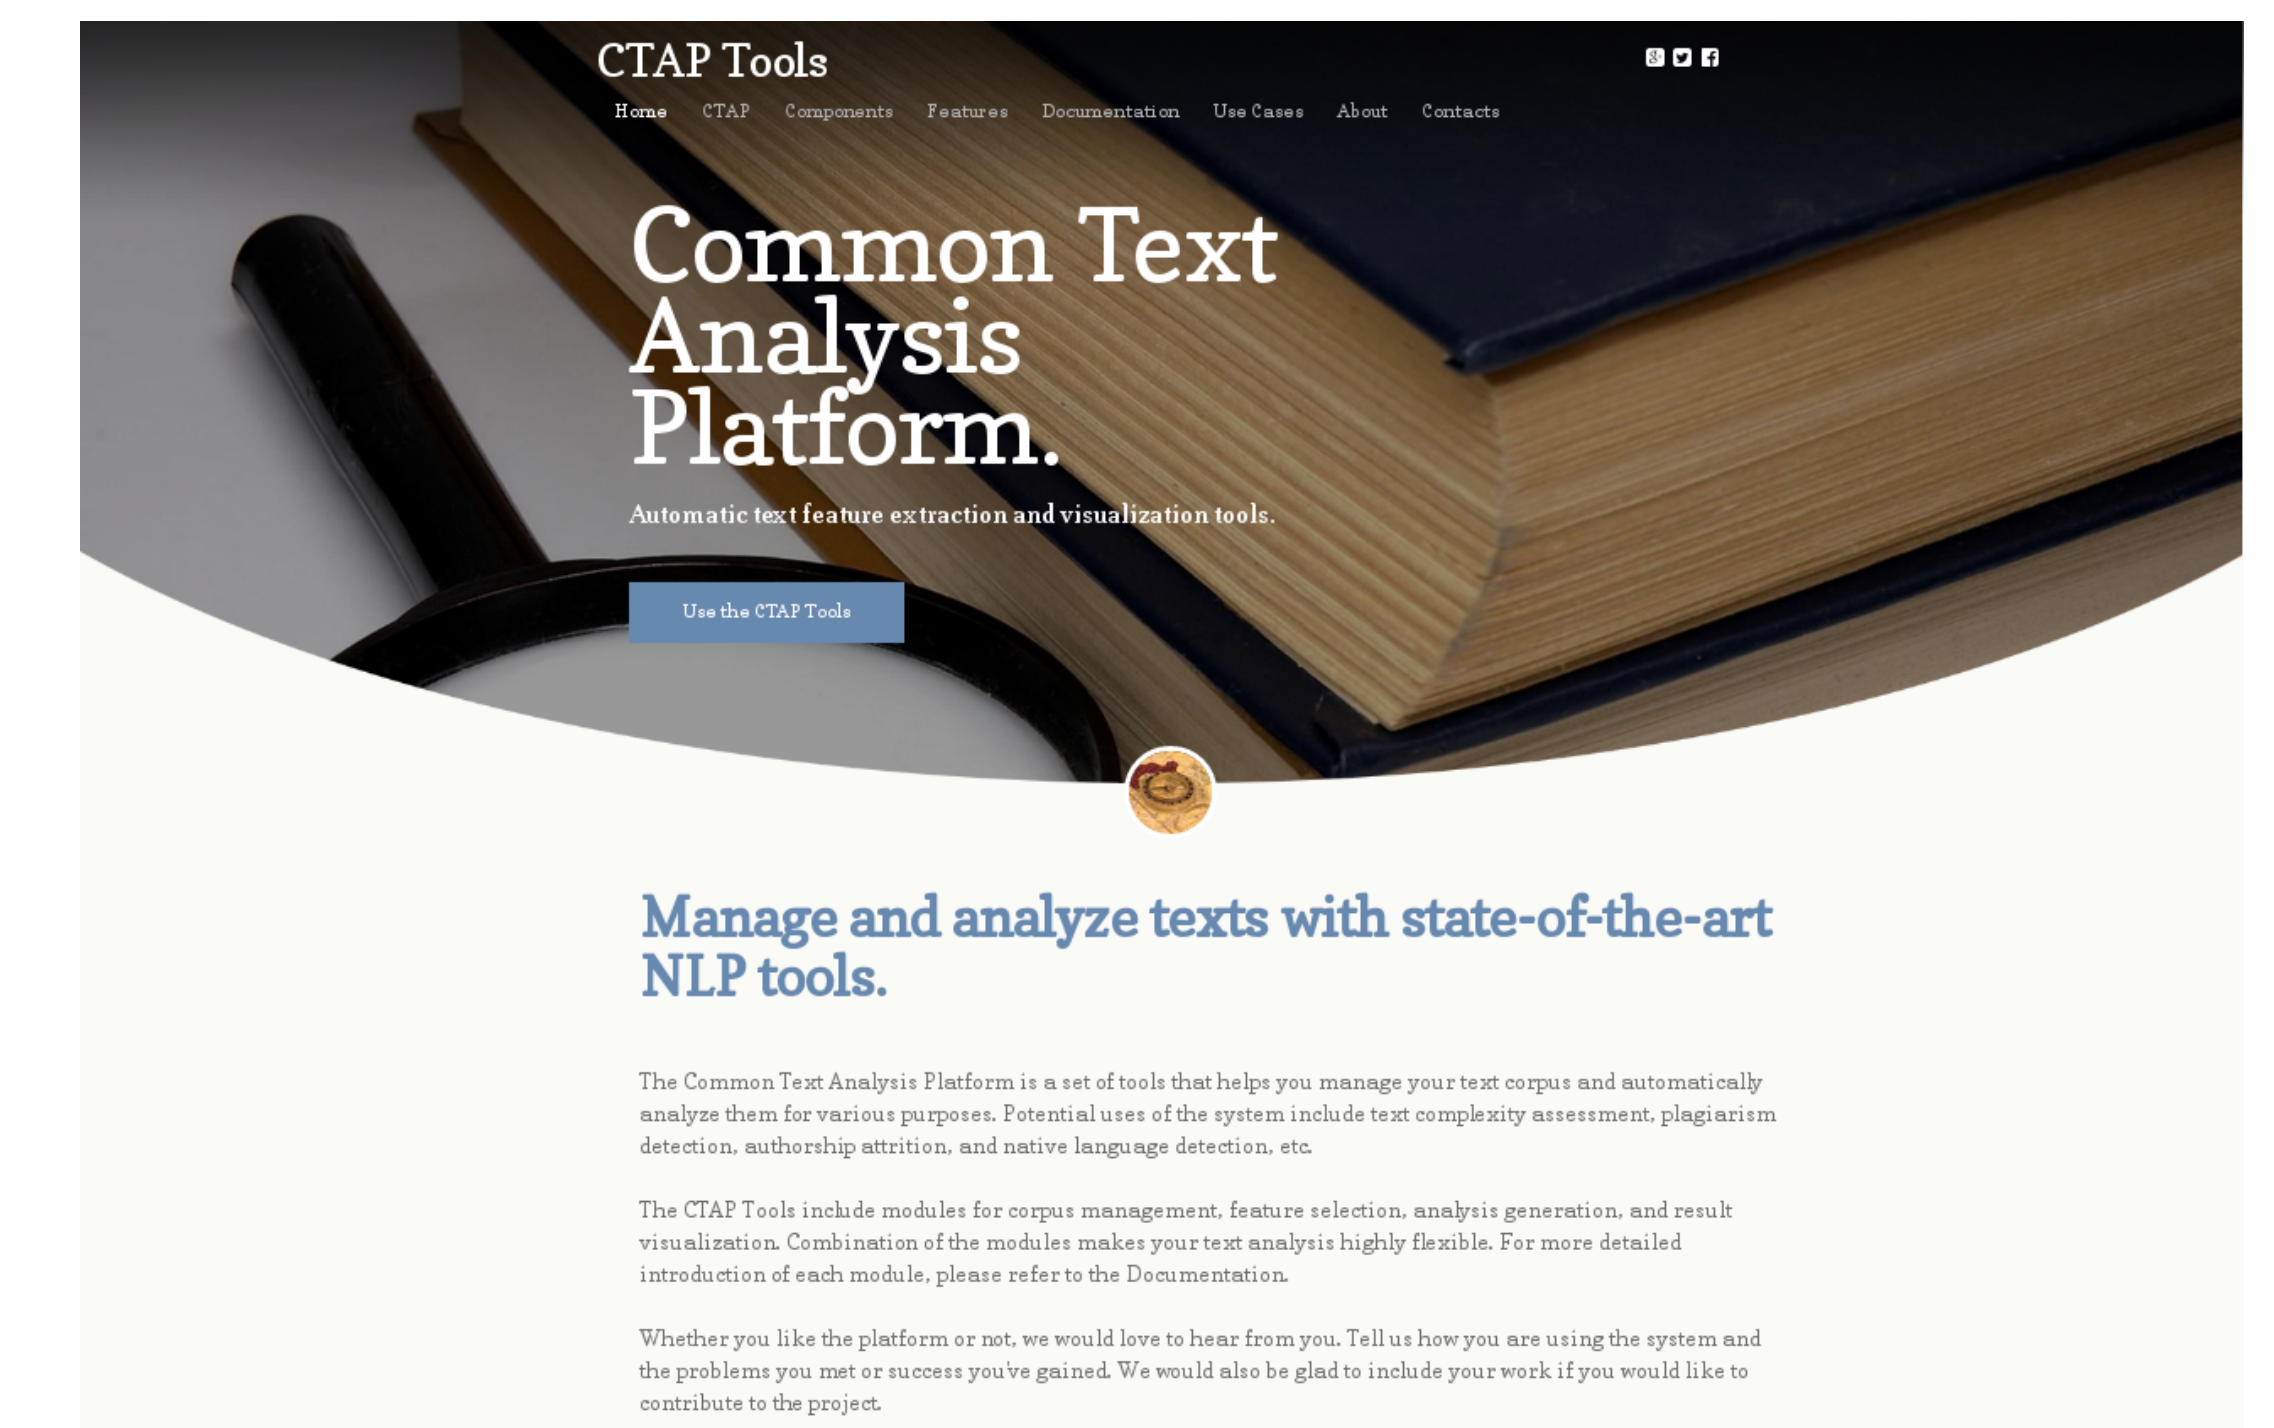 CTAP Tools
Home CTAP Components Features Documentation Use Cases About Contacts
Common Text
Analysis
Platform.
Automatic text feature extraction and visualization tools.
Use the CTAP Tools
Manage and analyze texts with state-of-the-art
NLP tools.
The Common Text Analysis Platform is a set of tools that helps you manage your text corpus and automatically
analyze them for various purposes. Potential uses of the system include text complexity assessment, plagiarism
detection, authorship attrition, and native language detection, etc.
The CTAP Tools include modules for corpus management, feature selection, analysis generation, and result
visualization. Combination of the modules makes your text analysis highly flexible. For more detailed
introduction of each module, please refer to the Documentation.
Whether you like the platform or not, we would love to hear from you. Tell us how you are using the system and
the problems you met or success you've gained. We would also be glad to include your work if you would like to
contribute to the project.